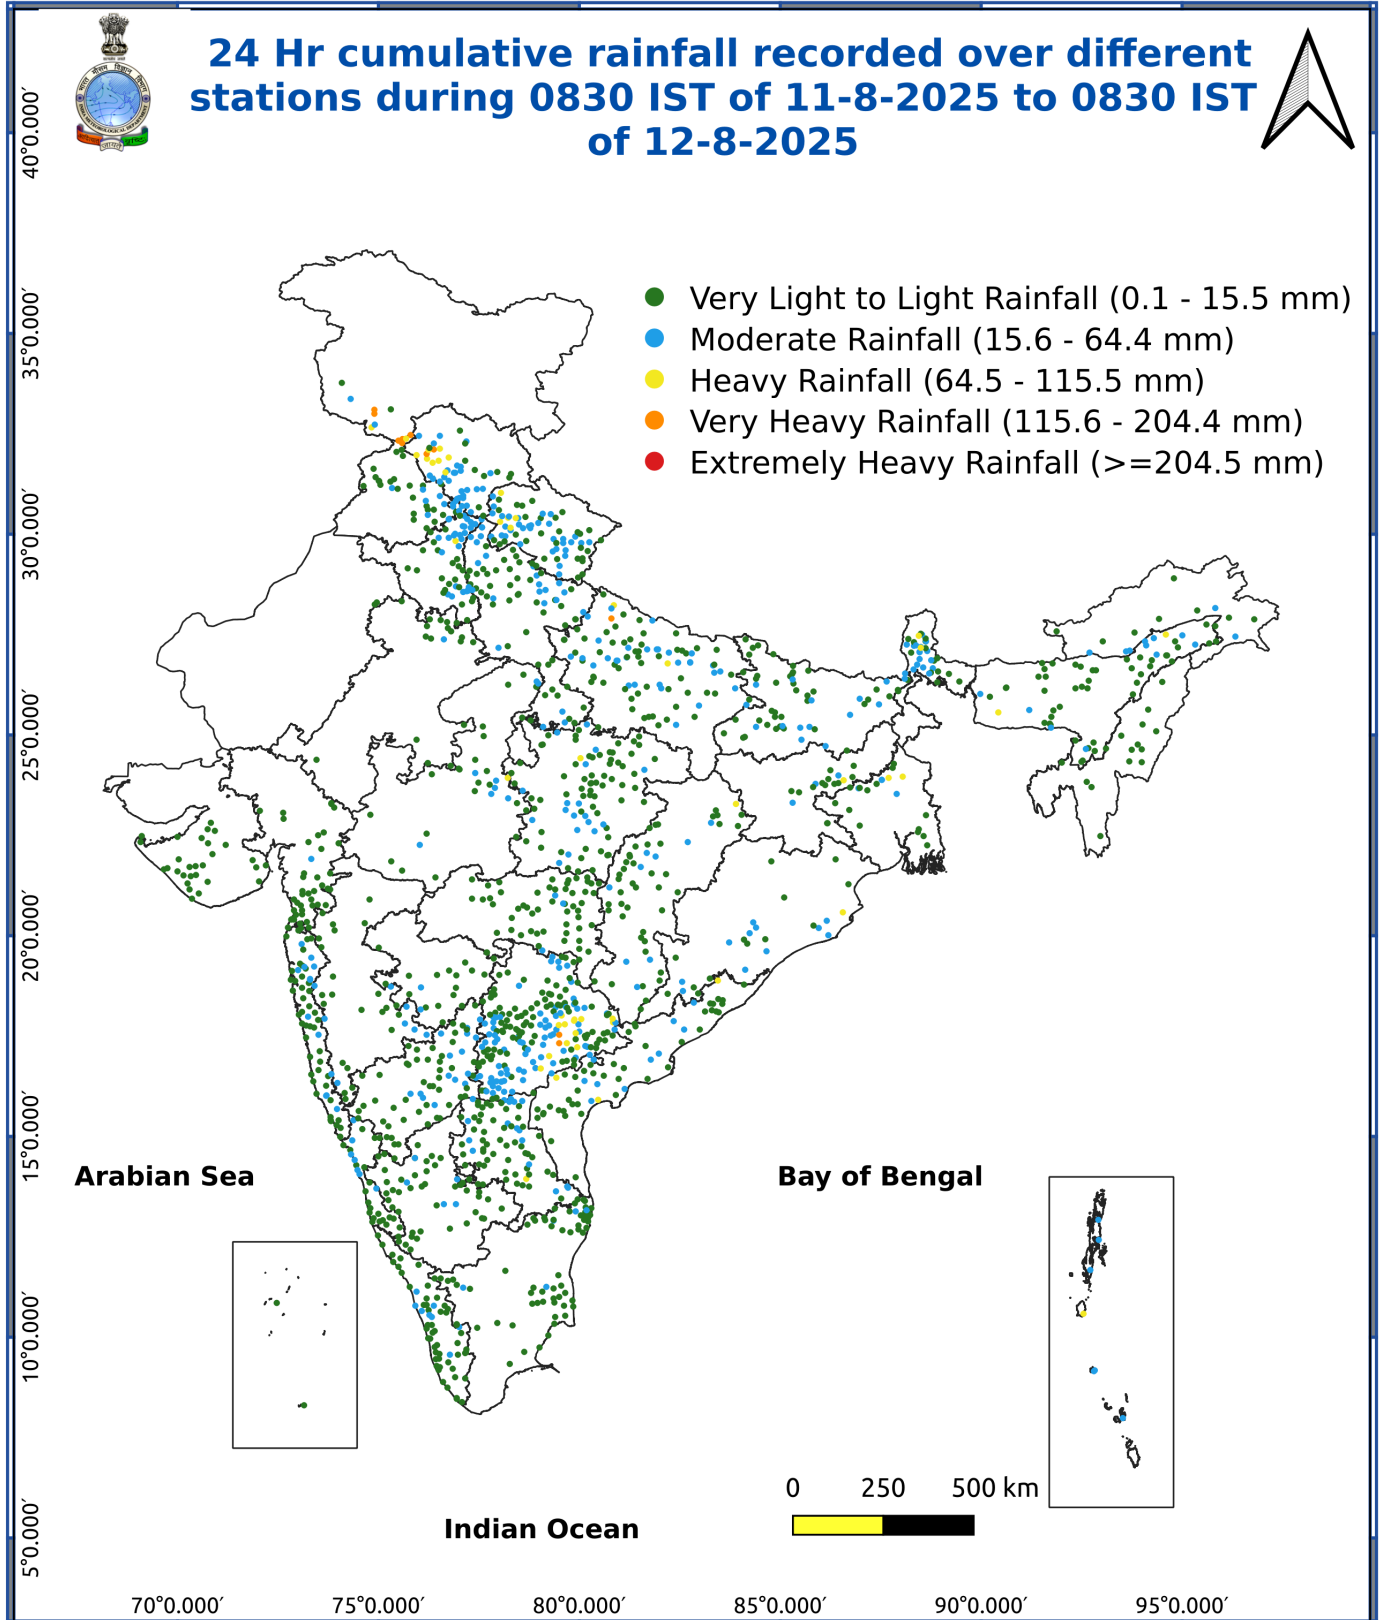 24 Hr cumulative rainfall recorded over different
stations during 0830 IST of 11-8-2025 to 0830 IST
of 12-8-2025
Very Light to Light Rainfall (0.1 - 15.5 mm)
Moderate Rainfall (15.6 - 64.4 mm)
Heavy Rainfall (64.5 - 115.5 mm)
Very Heavy Rainfall (115.6 - 204.4 mm)
Extremely Heavy Rainfall (>=204.5 mm)
40°0.000′
35°0.000′
30°0.000′
25°0.000′
20°0.000′
15°0.000′
10°0.000′
5°0.000′
Arabian Sea
Bay of Bengal
Indian Ocean
0 250 500 km
70°0.000′ 75°0.000′ 80°0.000′ 85°0.000′ 90°0.000′ 95°0.000′